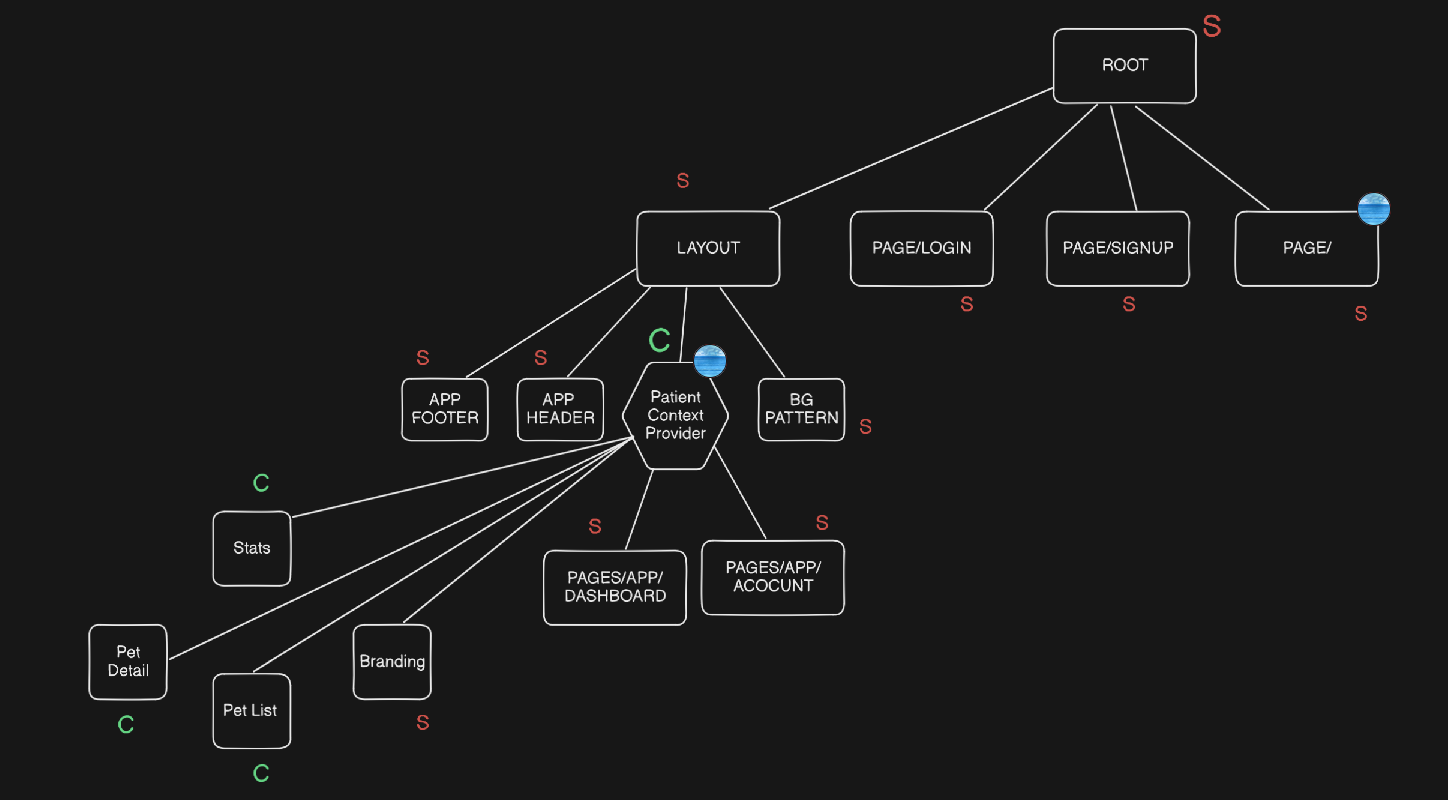 S
ROOT
S
LAYOUT
PAGE/LOGIN
PAGE/SIGNUP
PAGE/
S
S
S
C
S
S
APP
FOOTER
APP
HEADER
Patient
Context
Provider
BG
PATTERN
S
C
Stats
S
S
PAGES/APP/
DASHBOARD
PAGES/APP/
ACOCUNT
Pet
Detail
Branding
Pet List
C
S
C